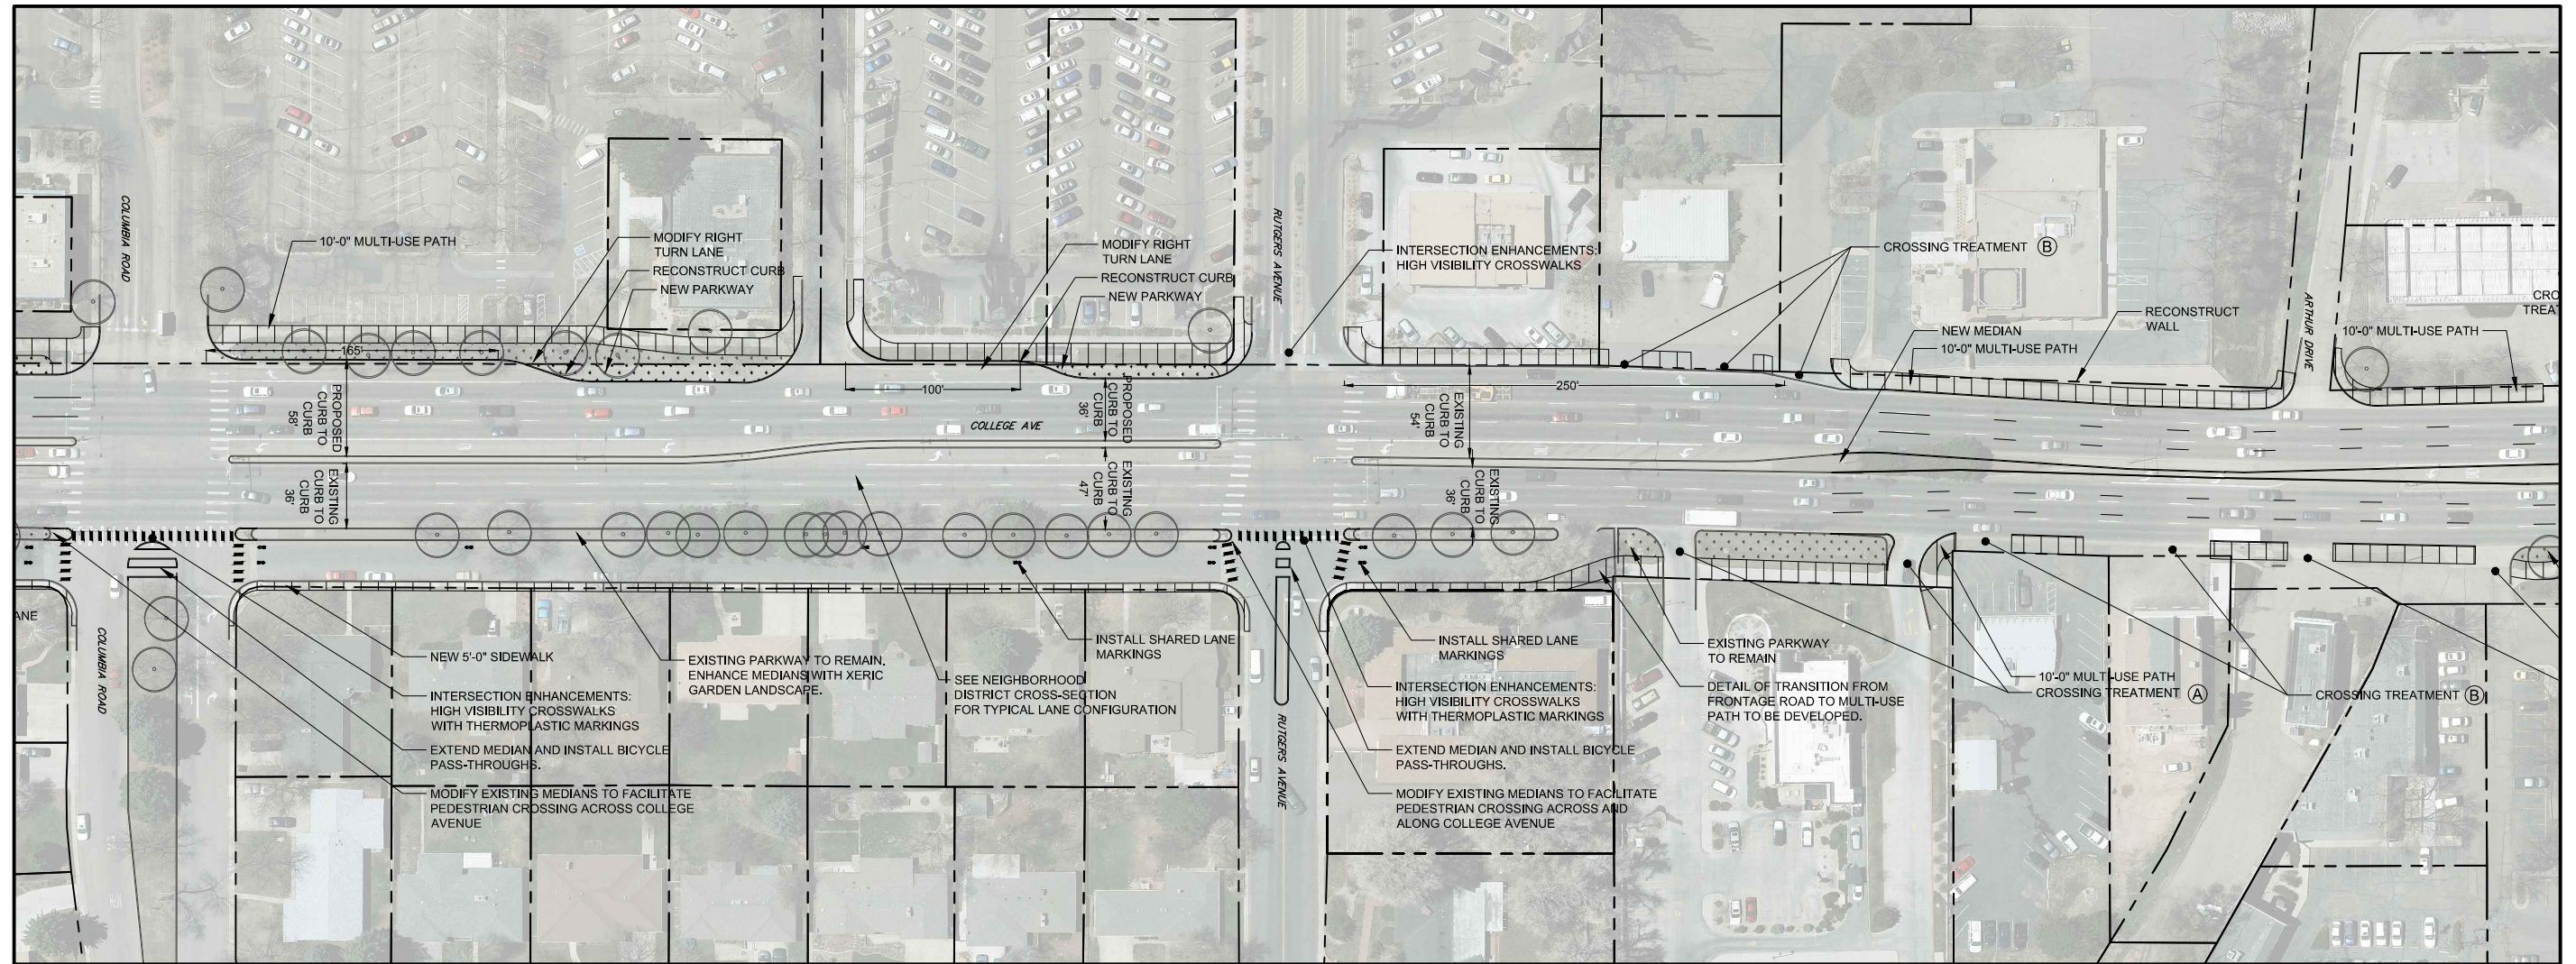 COLUMBIA ROAD
10'-0" MULTI-USE PATH
MODIFY RIGHT
TURN LANE
RECONSTRUCT CURB
NEW PARKWAY
165'
MODIFY RIGHT
TURN LANE
RECONSTRUCT CURB
NEW PARKWAY
100'
RUTGERS AVENUE
INTERSECTION ENHANCEMENTS:
HIGH VISIBILITY CROSSWALKS
CROSSING TREATMENT B
RECONSTRUCT
WALL
NEW MEDIAN
10'-0" MULTI-USE PATH
250'
ARTHUR DRIVE
CRO
TREAT
10'-0" MULTI-USE PATH
PROPOSED
CURB TO
CURB
58'
EXISTING
CURB TO
CURB
36'
COLLEGE AVE
PROPOSED
CURB TO
CURB
36'
EXISTING
CURB TO
CURB
47'
EXISTING
CURB TO
CURB
54'
EXISTING
CURB TO
CURB
36'
ANE
COLUMBIA ROAD
NEW 5'-0" SIDEWALK
INTERSECTION ENHANCEMENTS:
HIGH VISIBILITY CROSSWALKS
WITH THERMOPLASTIC MARKINGS
EXTEND MEDIAN AND INSTALL BICYCLE
PASS-THROUGHS.
MODIFY EXISTING MEDIANS TO FACILITATE
PEDESTRIAN CROSSING ACROSS COLLEGE
AVENUE
EXISTING PARKWAY TO REMAIN.
ENHANCE MEDIANS WITH XERIC
GARDEN LANDSCAPE.
SEE NEIGHBORHOOD
DISTRICT CROSS-SECTION
FOR TYPICAL LANE CONFIGURATION
INSTALL SHARED LANE
MARKINGS
RUTGERS AVENUE
INSTALL SHARED LANE
MARKINGS
INTERSECTION ENHANCEMENTS:
HIGH VISIBILITY CROSSWALKS
WITH THERMOPLASTIC MARKINGS
EXTEND MEDIAN AND INSTALL BICYCLE
PASS-THROUGHS.
MODIFY EXISTING MEDIANS TO FACILITATE
PEDESTRIAN CROSSING ACROSS AND
ALONG COLLEGE AVENUE
EXISTING PARKWAY
TO REMAIN
DETAIL OF TRANSITION FROM
FRONTAGE ROAD TO MULTI-USE
PATH TO BE DEVELOPED.
10'-0" MULTI-USE PATH
CROSSING TREATMENT A
CROSSING TREATMENT B